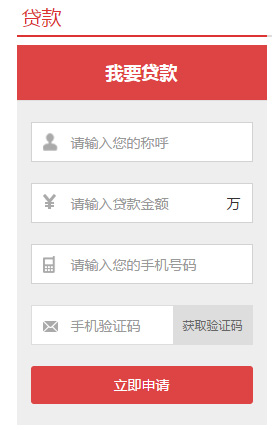 贷款
我要贷款
请输入您的称呼
请输入贷款金额 万
请输入您的手机号码
手机验证码 获取验证码
立即申请